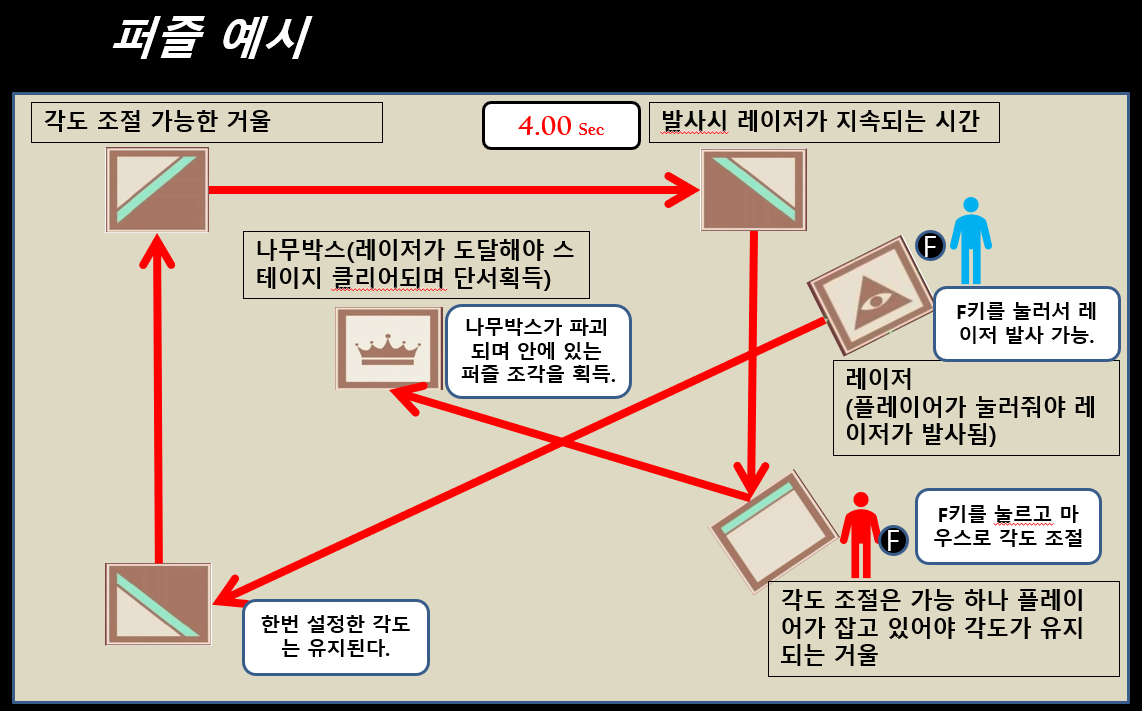 퍼즐 예시
각도 조절 가능한 거울
4.00 Sec
발사시 레이저가 지속되는 시간
나무박스(레이저가 도달해야 스
테이지 클리어되며 단서획득)
나무박스가 파괴
되며 안에 있는
퍼즐 조각을 획득.
F
F키를 눌러서 레
이저 발사 가능.
레이저
(플레이어가 눌러줘야 레
이저가 발사됨)
F
F키를 눌르고 마
우스로 각도 조절
한번 설정한 각도
는 유지된다.
각도 조절은 가능 하나 플레이
어가 잡고 있어야 각도가 유지
되는 거울